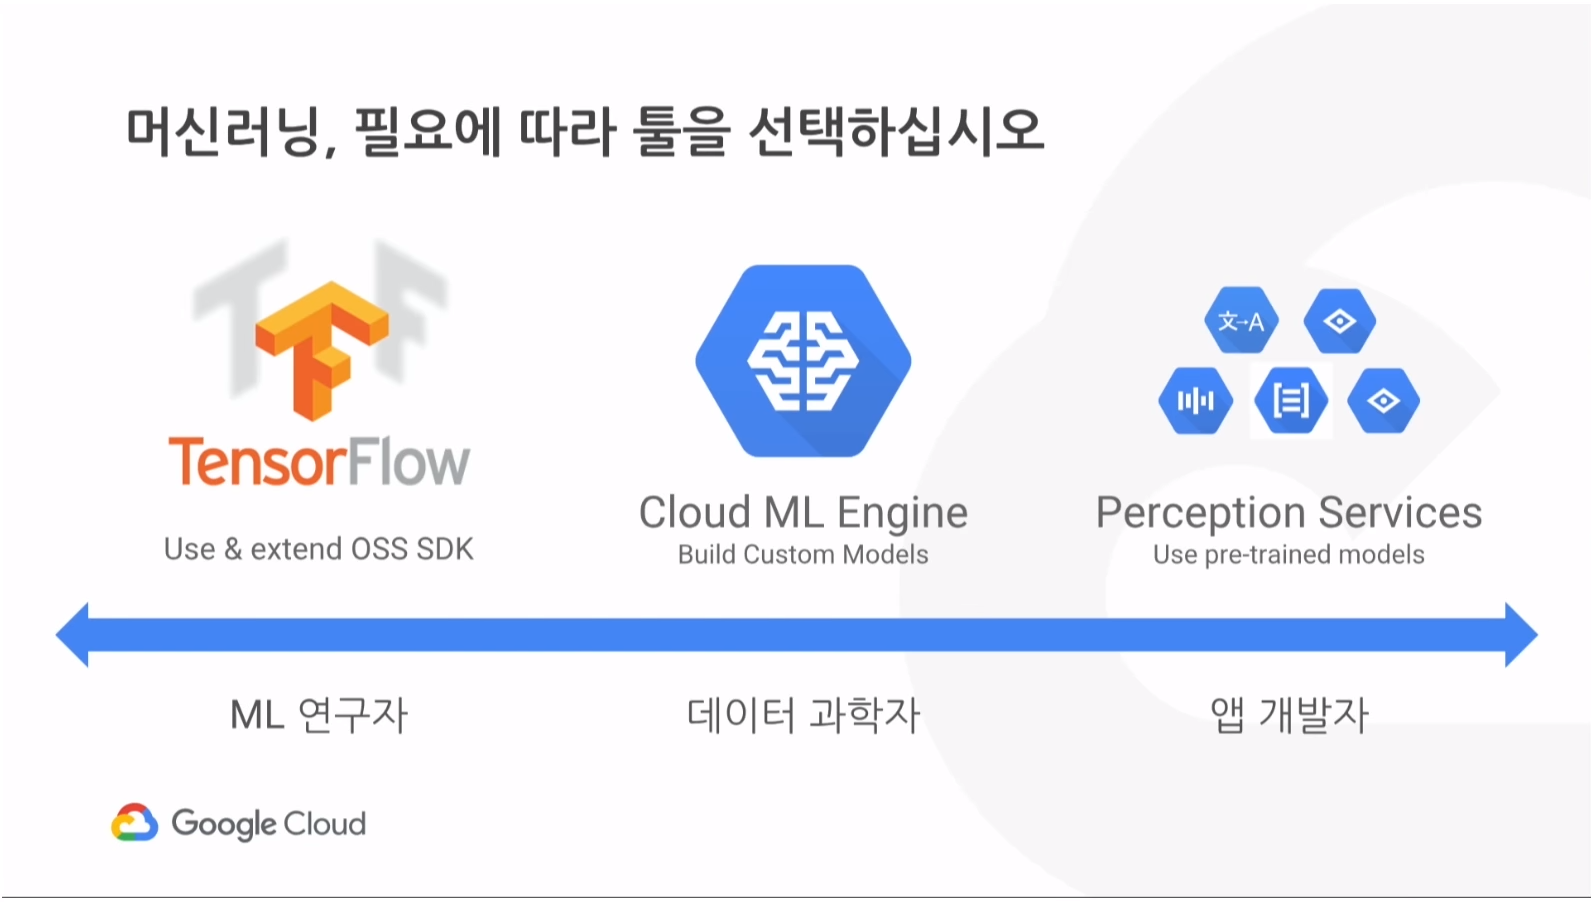 머신러닝, 필요에 따라 툴을 선택하십시오
TensorFlow
Use & extend OSS SDK
Cloud ML Engine
Build Custom Models
文→A
Perception Services
Use pre-trained models
ML 연구자
데이터 과학자
앱 개발자
Google Cloud